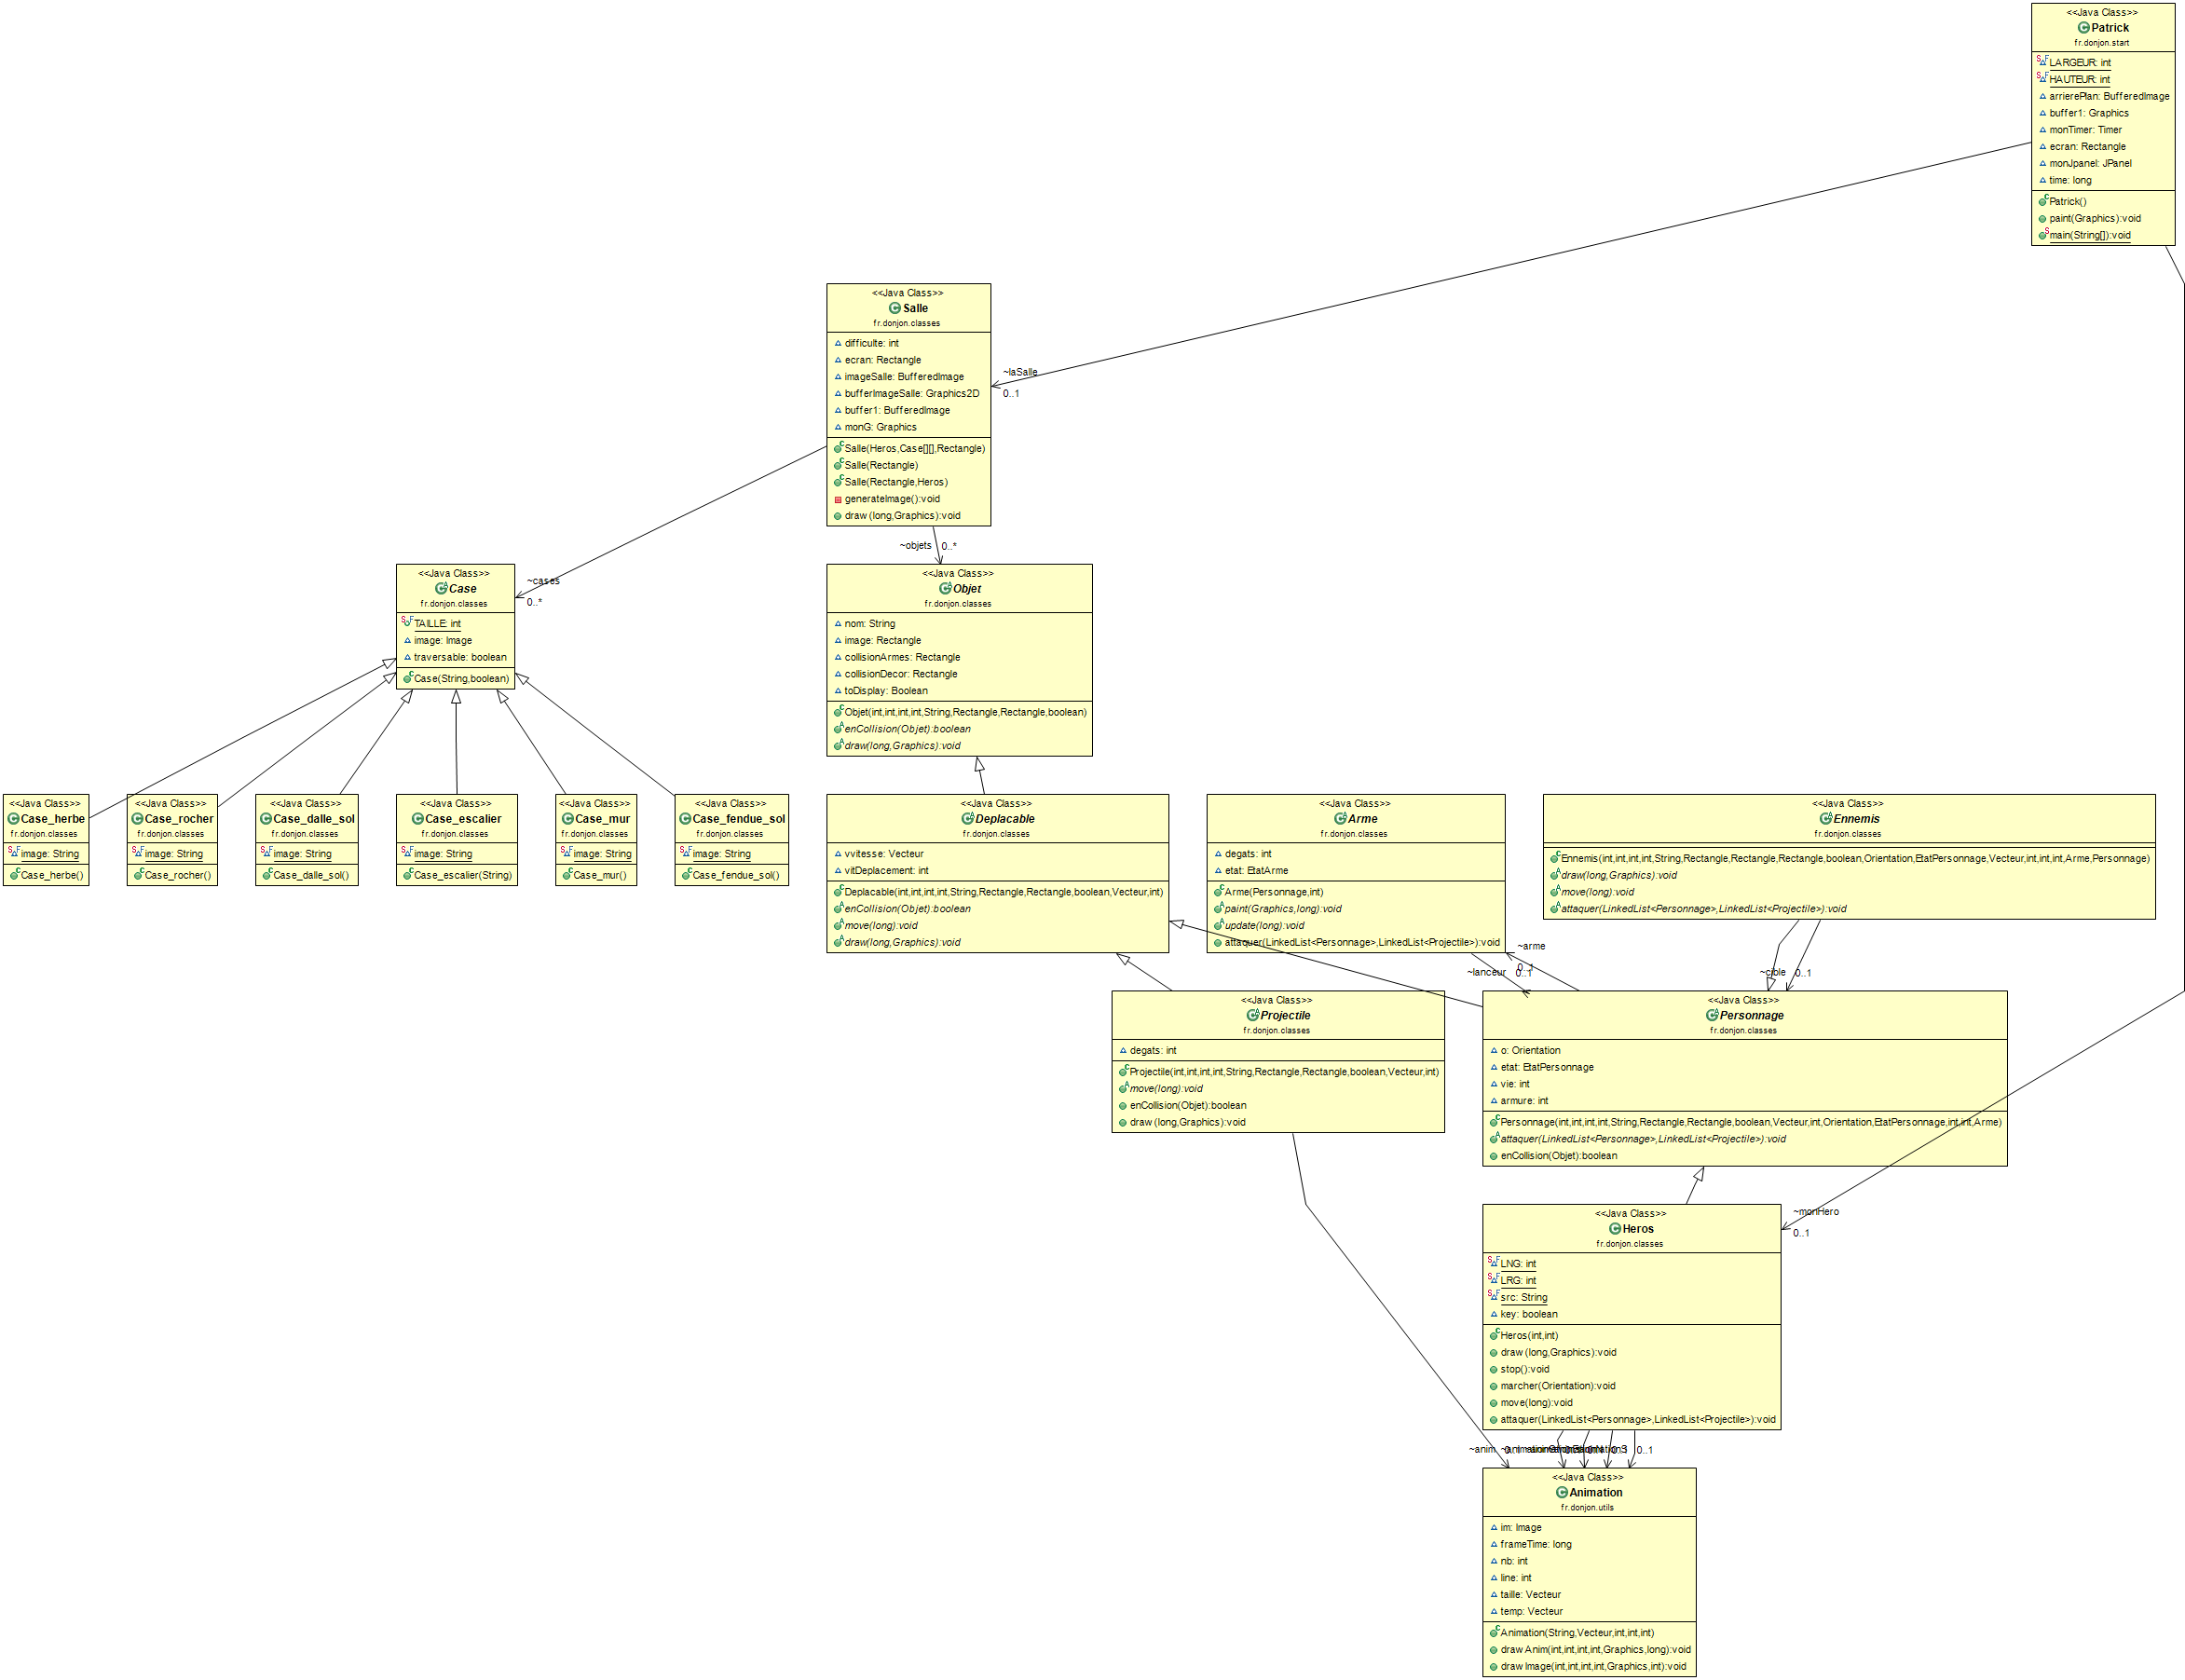 <<Java Class>>
Patrick
fr.donjon.start
LARGEUR: int
HAUTEUR: int
arrierePlan: BufferedImage
buffer1: Graphics
monTimer: Timer
ecran: Rectangle
monJpanel: JPanel
time: long
Patrick()
paint(Graphics):void
main(String[]):void
<<Java Class>>
Salle
fr.donjon.classes
difficulte: int
ecran: Rectangle
imageSalle: BufferedImage
bufferImageSalle: Graphics2D
buffer1: BufferedImage
monG: Graphics
Salle(Heros,Case[][],Rectangle)
Salle(Rectangle)
Salle(Rectangle,Heros)
generateImage():void
draw(long,Graphics):void
~laSalle
0..1
~objets
0..*
~cases
0..*
<<Java Class>>
Case
fr.donjon.classes
TAILLE: int
image: Image
traversable: boolean
Case(String,boolean)
<<Java Class>>
Objet
fr.donjon.classes
nom: String
image: Rectangle
collisionArmes: Rectangle
collisionDecor: Rectangle
toDisplay: Boolean
Objet(int,int,int,int,String,Rectangle,Rectangle,boolean)
enCollision(Objet):boolean
draw(long,Graphics):void
<<Java Class>>
Case_herbe
fr.donjon.classes
image: String
Case_herbe()
<<Java Class>>
Case_rocher
fr.donjon.classes
image: String
Case_rocher()
<<Java Class>>
Case_dalle_sol
fr.donjon.classes
image: String
Case_dalle_sol()
<<Java Class>>
Case_escalier
fr.donjon.classes
image: String
Case_escalier(String)
<<Java Class>>
Case_mur
fr.donjon.classes
image: String
Case_mur()
<<Java Class>>
Case_fendue_sol
fr.donjon.classes
image: String
Case_fendue_sol()
<<Java Class>>
Deplacable
fr.donjon.classes
vvitesse: Vecteur
vitDeplacement: int
Deplacable(int,int,int,int,String,Rectangle,Rectangle,boolean,Vecteur,int)
enCollision(Objet):boolean
move(long):void
draw(long,Graphics):void
<<Java Class>>
Arme
fr.donjon.classes
degats: int
etat: EtatArme
Arme(Personnage,int)
paint(Graphics,long):void
update(long):void
attaquer(LinkedList<Personnage>,LinkedList<Projectile>):void
<<Java Class>>
Ennemis
fr.donjon.classes
Ennemis(int,int,int,int,String,Rectangle,Rectangle,Rectangle,boolean,Orientation,EtatPersonnage,Vecteur,int,int,int,Arme,Personnage)
draw(long,Graphics):void
move(long):void
attaquer(LinkedList<Personnage>,LinkedList<Projectile>):void
~arme
0..1
~lanceur
0..1
~cible
0..1
<<Java Class>>
Projectile
fr.donjon.classes
degats: int
Projectile(int,int,int,int,String,Rectangle,Rectangle,boolean,Vecteur,int)
move(long):void
enCollision(Objet):boolean
draw(long,Graphics):void
<<Java Class>>
Personnage
fr.donjon.classes
o: Orientation
etat: EtatPersonnage
vie: int
armure: int
Personnage(int,int,int,int,String,Rectangle,Rectangle,boolean,Vecteur,int,Orientation,EtatPersonnage,int,int,Arme)
attaquer(LinkedList<Personnage>,LinkedList<Projectile>):void
enCollision(Objet):boolean
<<Java Class>>
Heros
fr.donjon.classes
LNG: int
LRG: int
src: String
key: boolean
Heros(int,int)
draw(long,Graphics):void
stop():void
marcher(Orientation):void
move(long):void
attaquer(LinkedList<Personnage>,LinkedList<Projectile>):void
~monHero
0..1
~anim
0..1
<<Java Class>>
Animation
fr.donjon.utils
im: Image
frameTime: long
nb: int
line: int
taille: Vecteur
temp: Vecteur
Animation(String,Vecteur,int,int,int)
drawAnim(int,int,int,int,Graphics,long):void
drawImage(int,int,int,int,Graphics,int):void